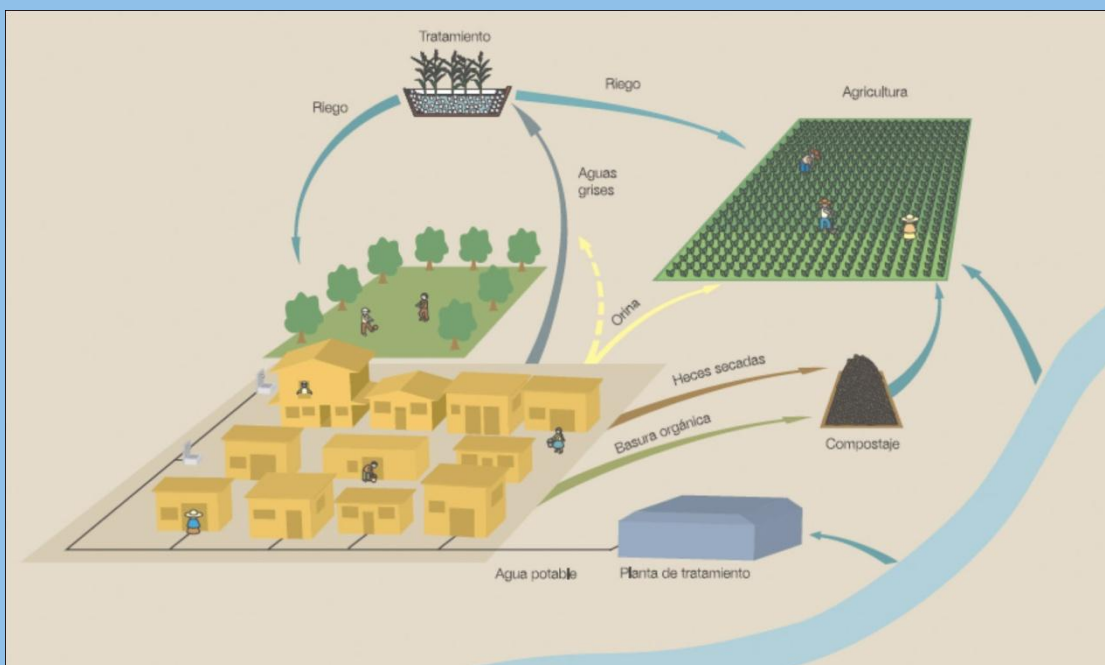 Tratamiento
Riego
Riego
Agricultura
Aguas
grises
Orina
Heces secadas
Basura orgánica
Compostaje
Agua potable
Planta de tratamiento